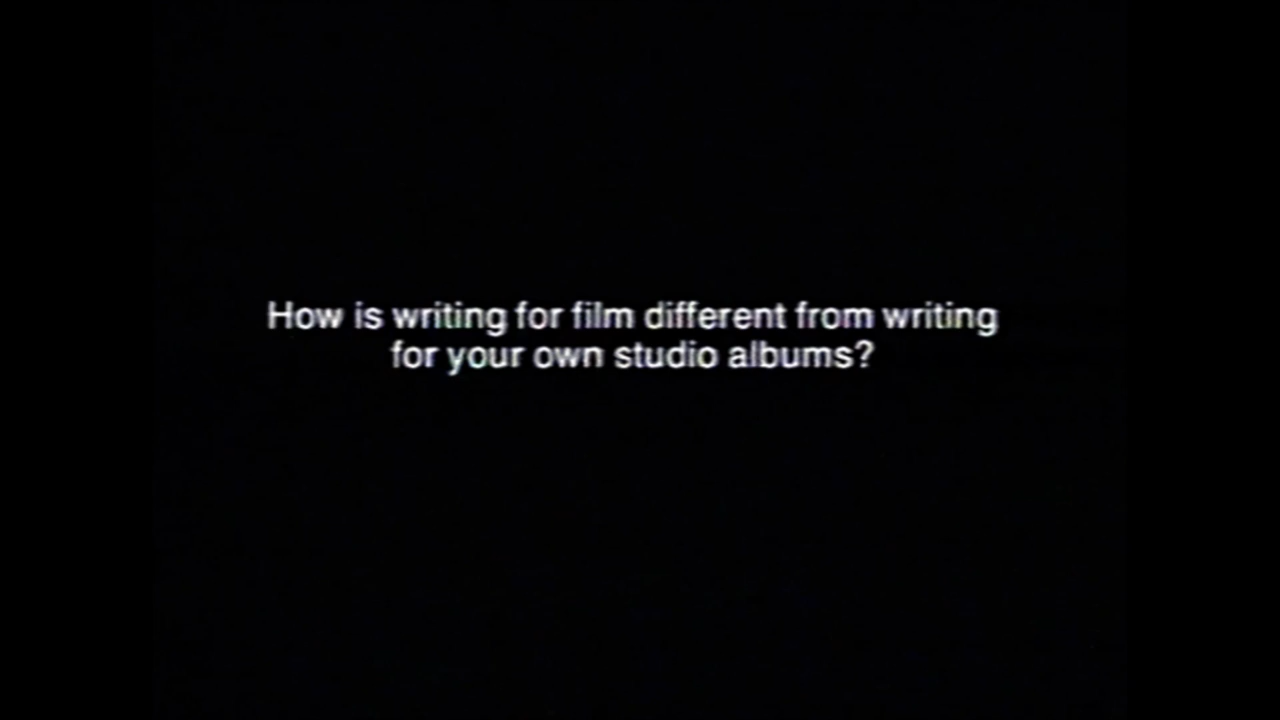 How is writing for film different from writing
for your own studio albums?